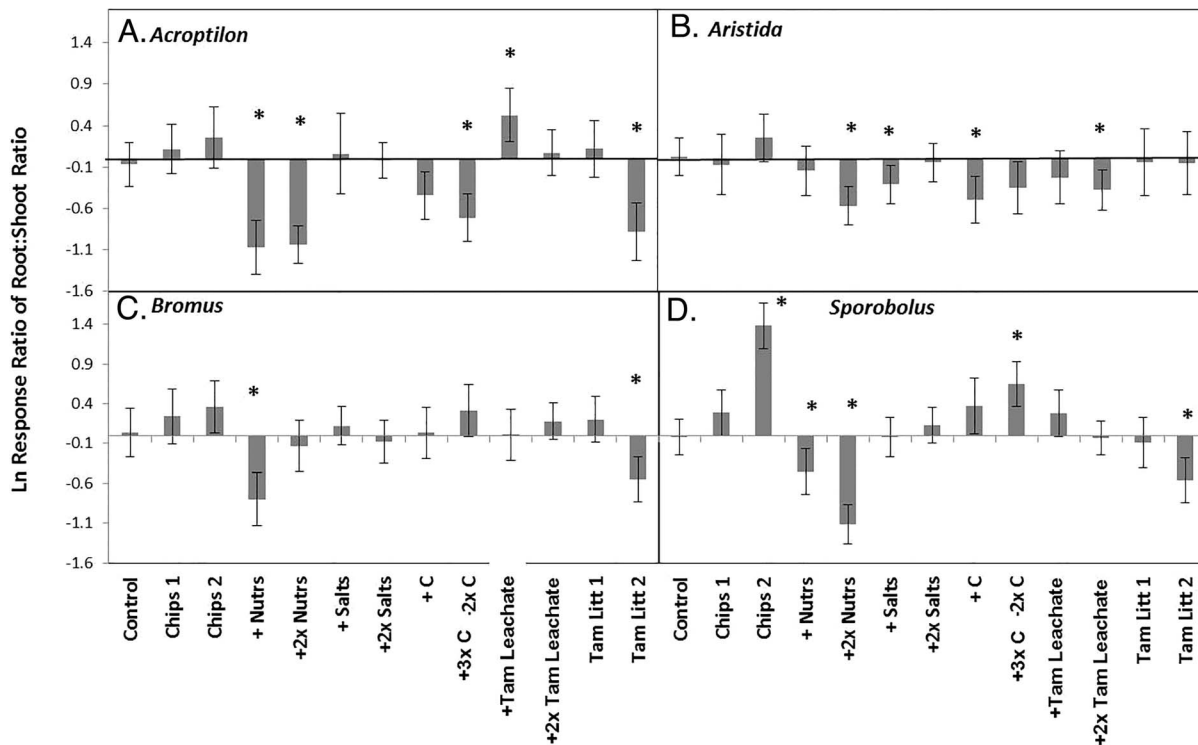 Ln Response Ratio of Root:Shoot Ratio
A. Acroptilon
1.4
0.9
0.4
-0.1
-0.6
-1.1
-1.6
* * * * *
B. Aristida
* * * *
C. Bromus
1.4
0.9
0.4
-0.1
-0.6
-1.1
-1.6
* *
D. Sporobolus
* * * * *
Control
Chips 1
Chips 2
+ Nutrs
+2x Nutrs
+ Salts
+2x Salts
+ C
+3x C -2x C
+Tam Leachate
+2x Tam Leachate
Tam Litt 1
Tam Litt 2
Control
Chips 1
Chips 2
+ Nutrs
+2x Nutrs
+ Salts
+2x Salts
+ C
+3x C -2x C
+Tam Leachate
+2x Tam Leachate
Tam Litt 1
Tam Litt 2